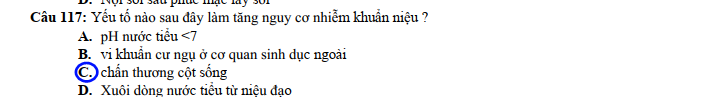 Câu 117: Yếu tố nào sau đây làm tăng nguy cơ nhiễm khuẩn niệu ?
A. pH nước tiểu <7
B. vi khuẩn cư ngụ ở cơ quan sinh dục ngoài
C. chấn thương cột sống
D. Xuôi dòng nước tiểu từ niệu đạo